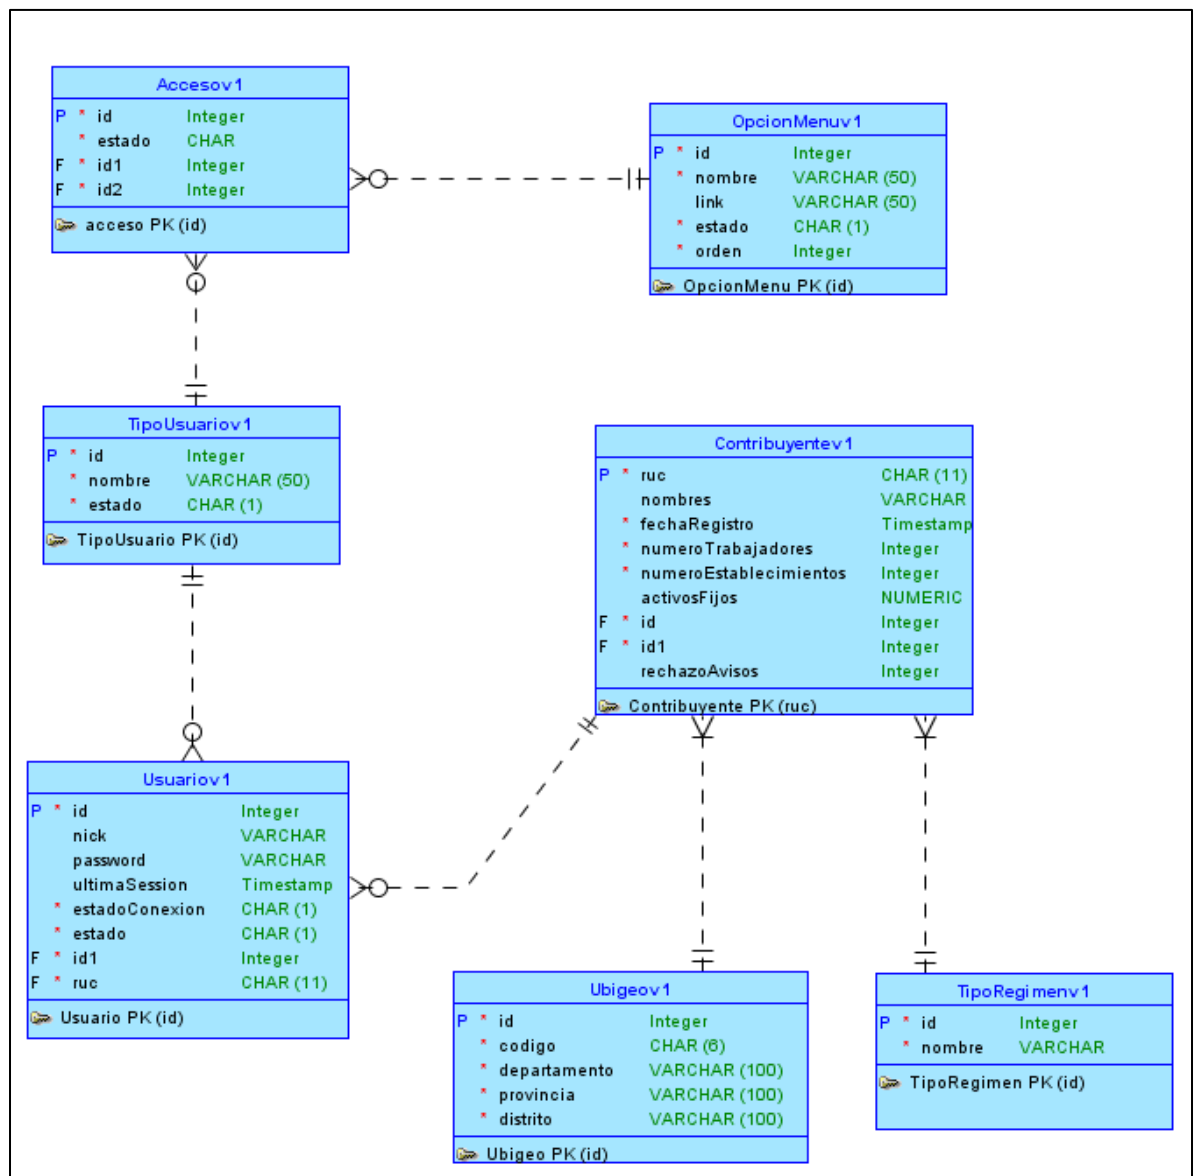 Accesov1
P * id Integer
* estado CHAR
F * id1 Integer
F * id2 Integer
acceso PK (id)
OpcionMenuv1
P * id Integer
* nombre VARCHAR (50)
link VARCHAR (50)
* estado CHAR (1)
* orden Integer
OpcionMenu PK (id)
TipoUsuariov1
P * id Integer
* nombre VARCHAR (50)
* estado CHAR (1)
TipoUsuario PK (id)
Contribuyentev1
P * ruc CHAR (11)
nombres VARCHAR
* fechaRegistro Timestamp
* numeroTrabajadores Integer
* numeroEstablecimientos Integer
activosFijos NUMERIC
F * id Integer
F * id1 Integer
rechazoAvisos Integer
Contribuyente PK (ruc)
Usuariov1
P * id Integer
nick VARCHAR
password VARCHAR
ultimaSession Timestamp
* estadoConexion CHAR (1)
* estado CHAR (1)
F * id1 Integer
F * ruc CHAR (11)
Usuario PK (id)
Ubigeov1
P * id Integer
* codigo CHAR (6)
* departamento VARCHAR (100)
* provincia VARCHAR (100)
* distrito VARCHAR (100)
Ubigeo PK (id)
TipoRegimenv1
P * id Integer
* nombre VARCHAR
TipoRegimen PK (id)